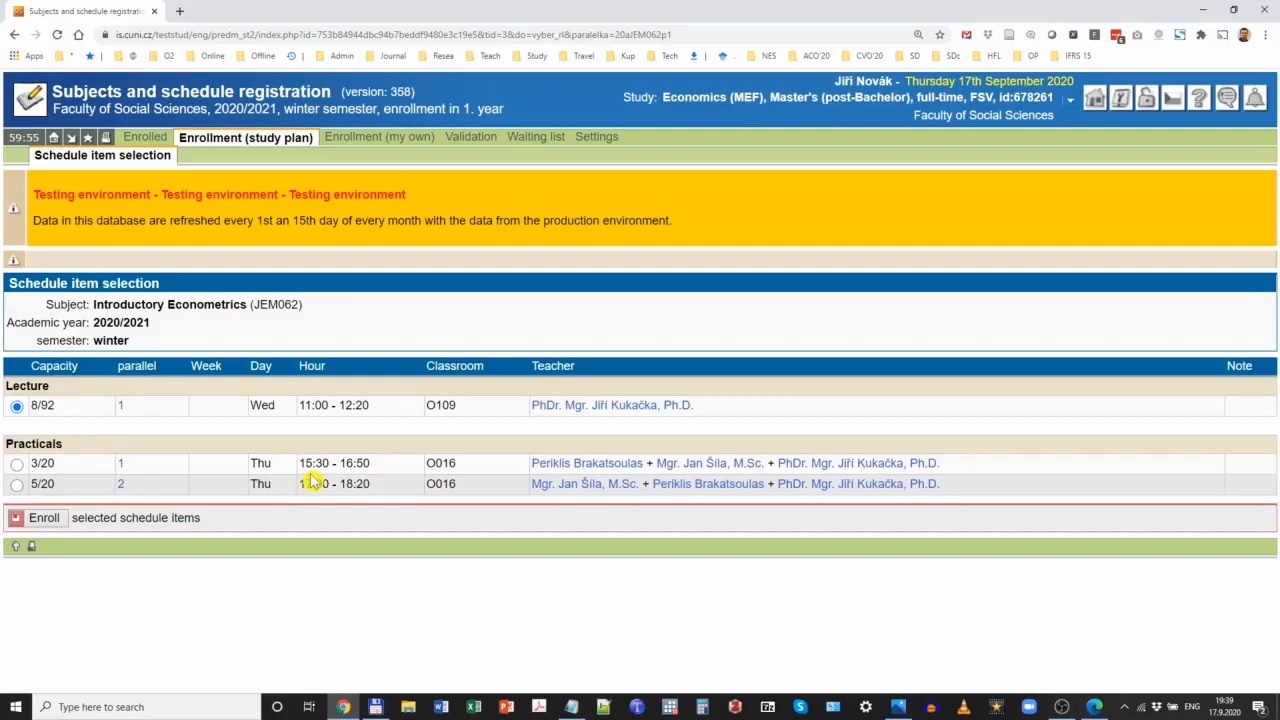 Subjects and schedule registration
is.cuni.cz/teststud/eng/predm_st2/index.php?id=753b84944dbc94b7beddf9480e3c19e5&tid=3&do=vyber_rl&paralelka=20aJEM062p1
Apps * @ O2 Online Offline Admin Journal Resea Teach Study Travel Kup Tech NES ACO'20 CVO'20 SD SDc HFL OP IFRS 15
Subjects and schedule registration (version: 358)
Faculty of Social Sciences, 2020/2021, winter semester, enrollment in 1. year
Jiří Novák - Thursday 17th September 2020
Study: Economics (MEF), Master's (post-Bachelor), full-time, FSV, id:678261
Faculty of Social Sciences
59:55 Enrolled Enrollment (study plan) Enrollment (my own) Validation Waiting list Settings
Schedule item selection
Testing environment - Testing environment - Testing environment
Data in this database are refreshed every 1st an 15th day of every month with the data from the production environment.
Schedule item selection
Subject: Introductory Econometrics (JEM062)
Academic year: 2020/2021
semester: winter
Capacity parallel Week Day Hour Classroom Teacher Note
Lecture
8/92 1 Wed 11:00 - 12:20 O109 PhDr. Mgr. Jiří Kukačka, Ph.D.
Practicals
3/20 1 Thu 15:30 - 16:50 O016 Periklis Brakatsoulas + Mgr. Jan Šíla, M.Sc. + PhDr. Mgr. Jiří Kukačka, Ph.D.
5/20 2 Thu - 18:20 O016 Mgr. Jan Šíla, M.Sc. + Periklis Brakatsoulas + PhDr. Mgr. Jiří Kukačka, Ph.D.
Enroll selected schedule items
Type here to search
ENG
19:39
17.9.2020